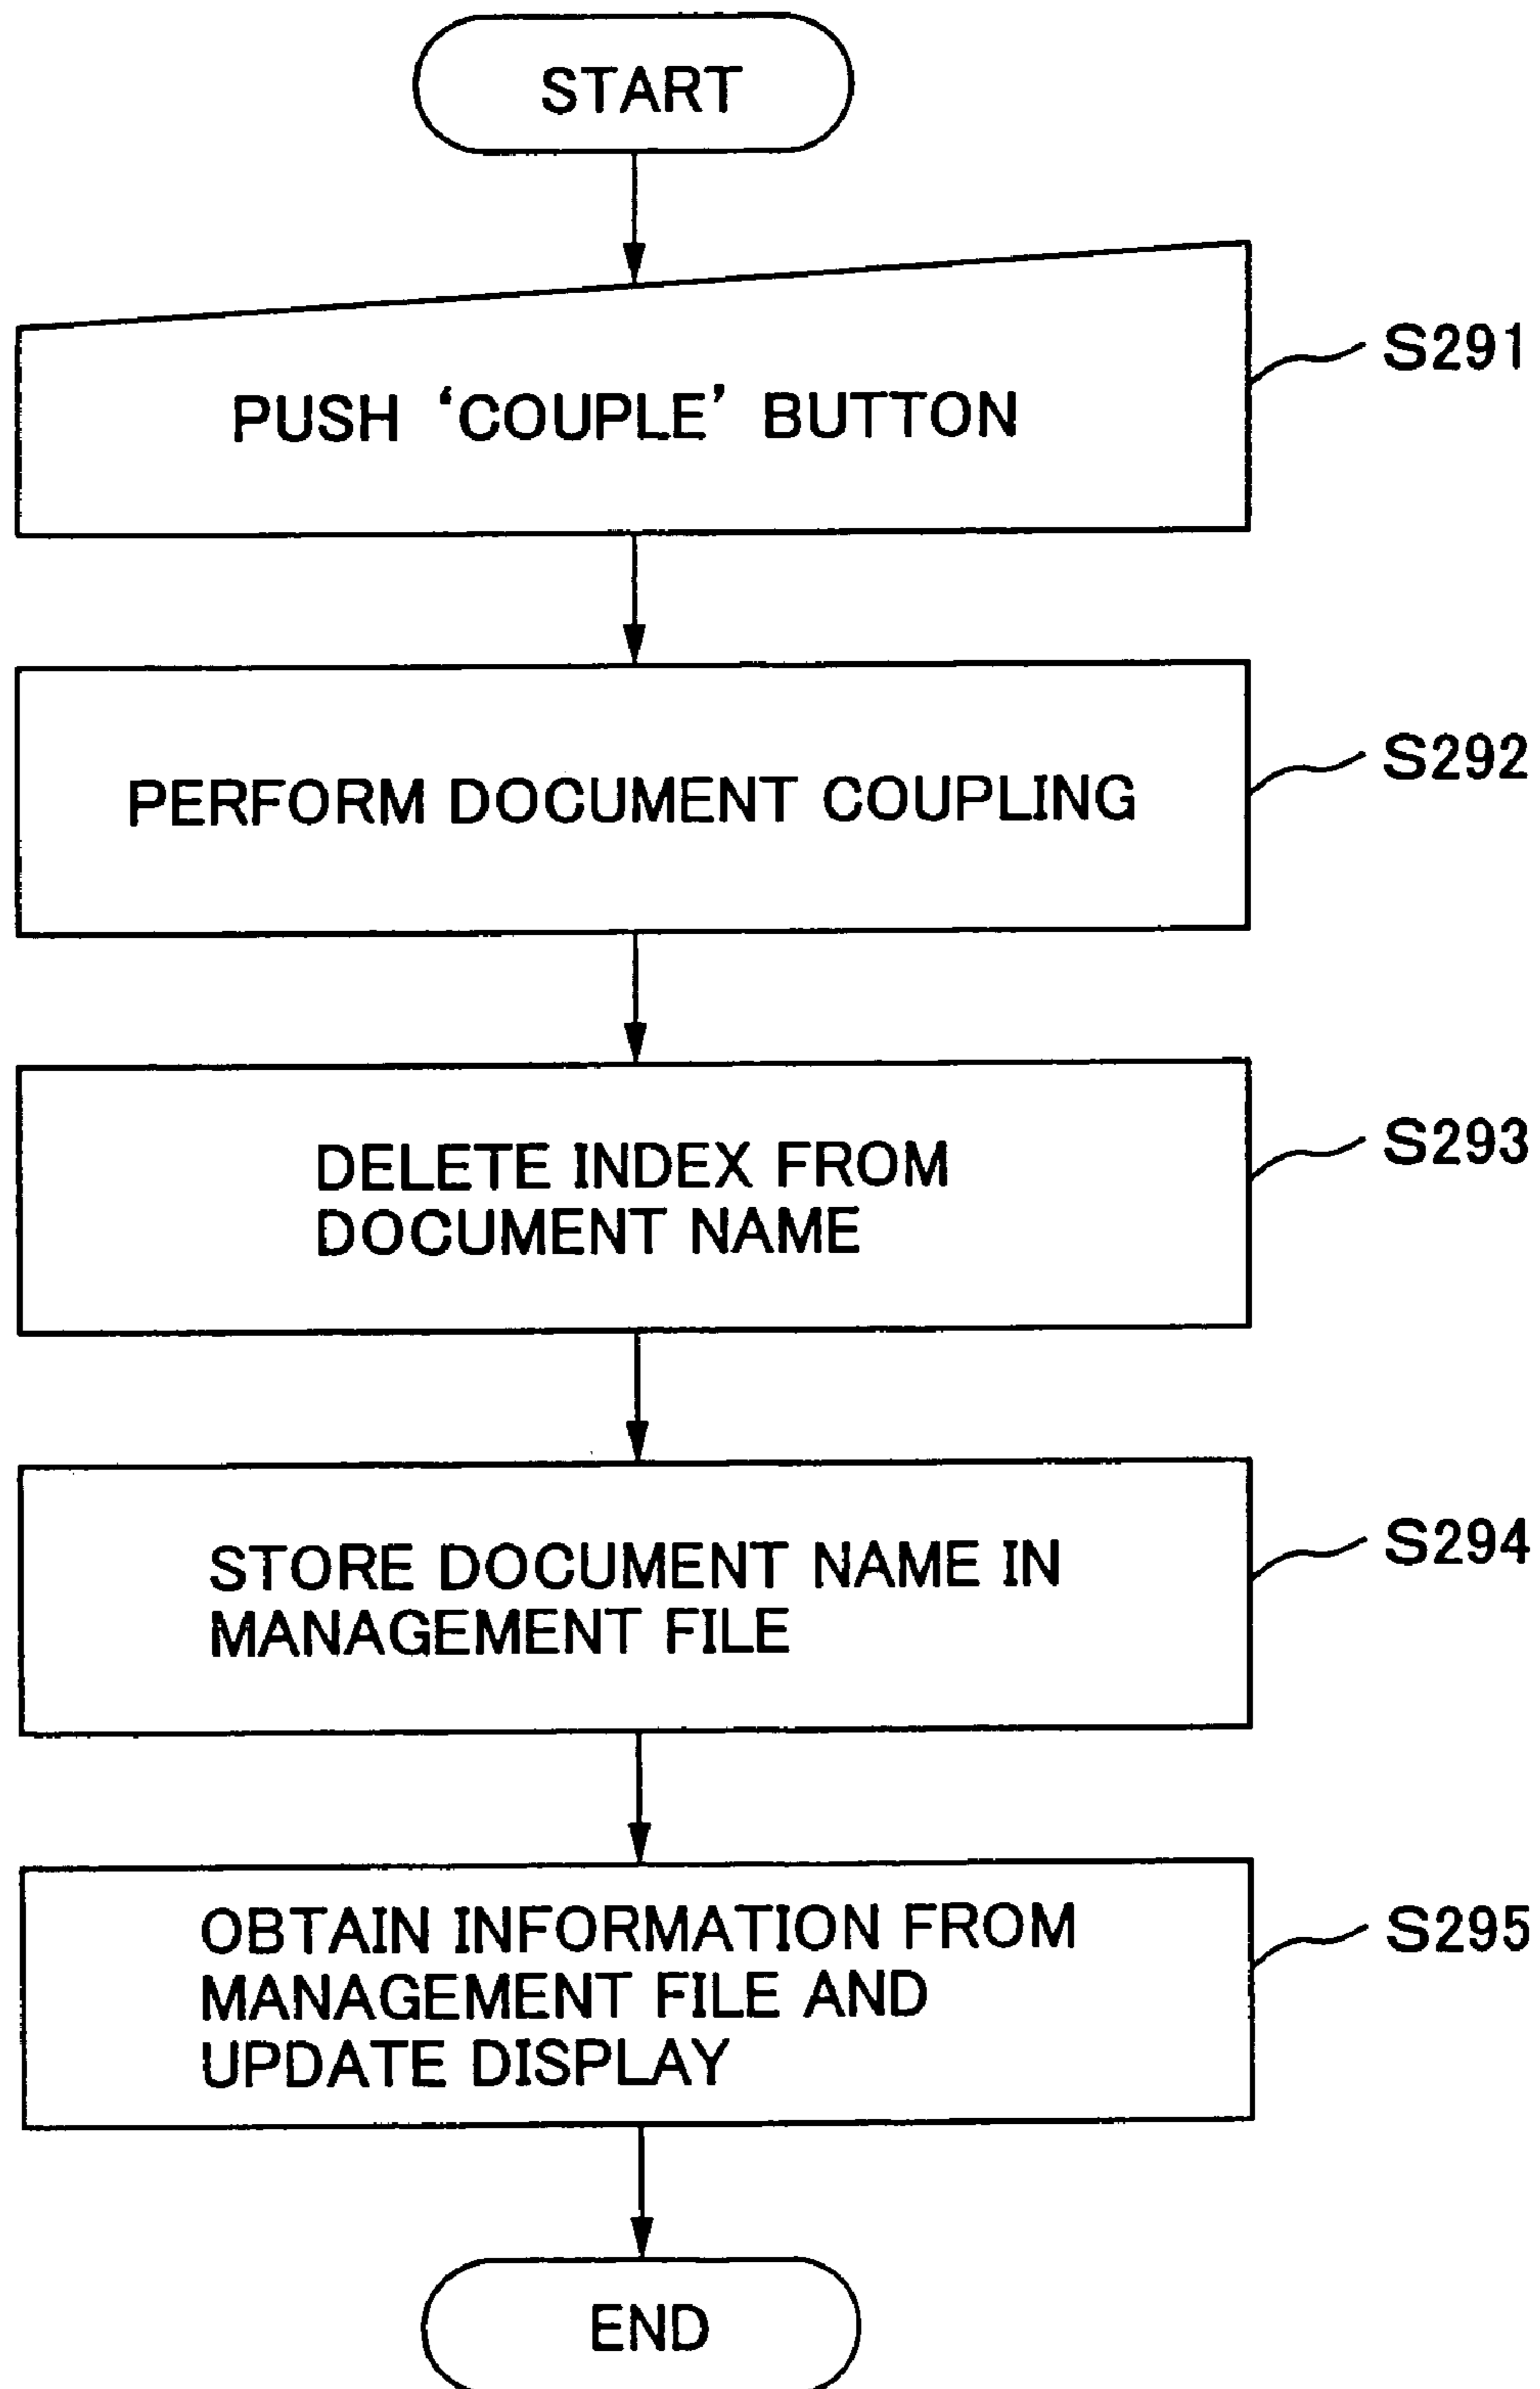 START
PUSH ‘COUPLE’ BUTTON
S291
PERFORM DOCUMENT COUPLING
S292
DELETE INDEX FROM
DOCUMENT NAME
S293
STORE DOCUMENT NAME IN
MANAGEMENT FILE
S294
OBTAIN INFORMATION FROM
MANAGEMENT FILE AND
UPDATE DISPLAY
S295
END